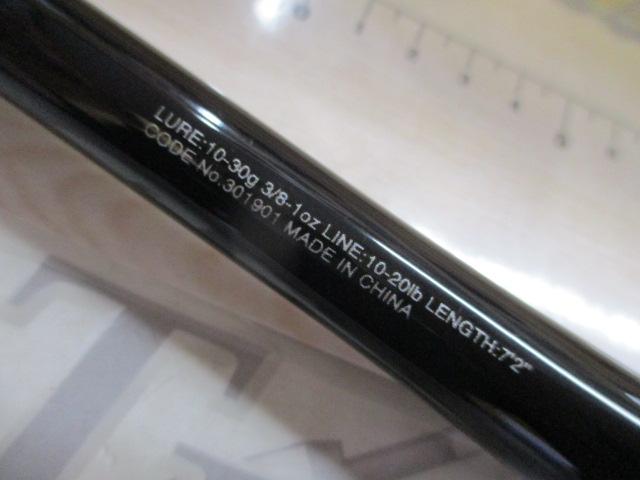 LURE:10-30g 3/8-1oz LINE:10-20lb LENGTH:7'2"
CODE-No.301901 MADE IN CHINA